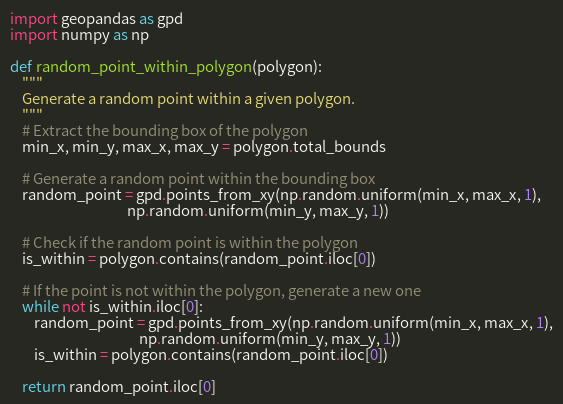 import geopandas as gpd
import numpy as np

def random_point_within_polygon(polygon):
    """
    Generate a random point within a given polygon.
    """
    # Extract the bounding box of the polygon
    min_x, min_y, max_x, max_y = polygon.total_bounds

    # Generate a random point within the bounding box
    random_point = gpd.points_from_xy(np.random.uniform(min_x, max_x, 1),
                                      np.random.uniform(min_y, max_y, 1))

    # Check if the random point is within the polygon
    is_within = polygon.contains(random_point.iloc[0])

    # If the point is not within the polygon, generate a new one
    while not is_within.iloc[0]:
        random_point = gpd.points_from_xy(np.random.uniform(min_x, max_x, 1),
                                          np.random.uniform(min_y, max_y, 1))
        is_within = polygon.contains(random_point.iloc[0])

    return random_point.iloc[0]